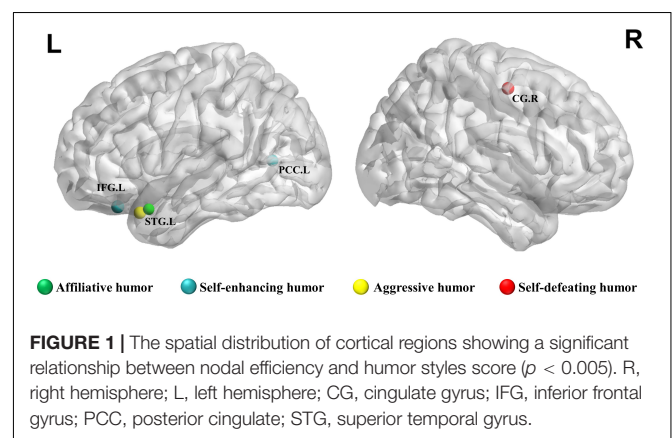 L
R
CG.R
PCC.L
IFG.L
STG.L
Affiliative humor Self-enhancing humor Aggressive humor Self-defeating humor
FIGURE 1 | The spatial distribution of cortical regions showing a significant
relationship between nodal efficiency and humor styles score (p < 0.005). R,
right hemisphere; L, left hemisphere; CG, cingulate gyrus; IFG, inferior frontal
gyrus; PCC, posterior cingulate; STG, superior temporal gyrus.